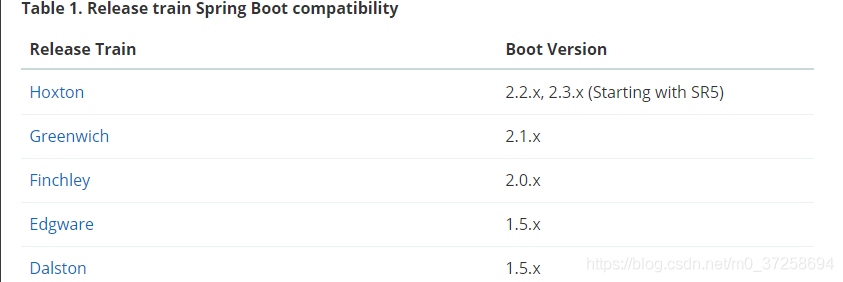 Table 1. Release train Spring Boot compatibility
Release Train Boot Version
Hoxton 2.2.x, 2.3.x (Starting with SR5)
Greenwich 2.1.x
Finchley 2.0.x
Edgware 1.5.x
Dalston 1.5.x
https://blog.csdn.net/m0_37258694